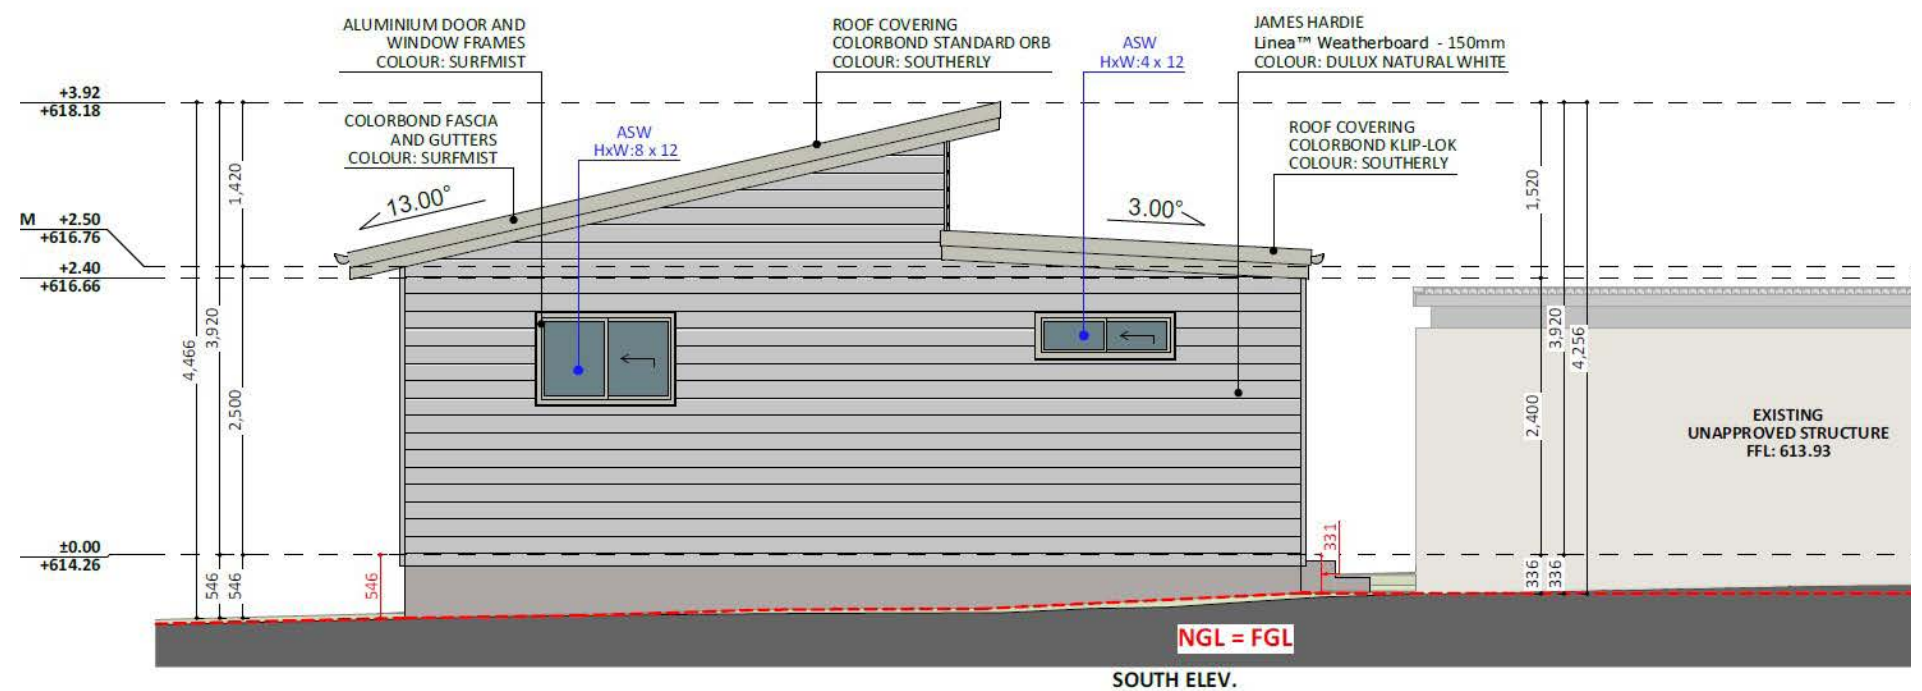 ALUMINIUM DOOR AND
WINDOW FRAMES
COLOUR: SURFMIST
ROOF COVERING
COLORBOND STANDARD ORB
COLOUR: SOUTHERLY
ASW
HxW:4 x 12
JAMES HARDIE
Linea™ Weatherboard - 150mm
COLOUR: DULUX NATURAL WHITE
+3.92
+618.18
COLORBOND FASCIA
AND GUTTERS
COLOUR: SURFMIST
ASW
HxW:8 x 12
ROOF COVERING
COLORBOND KLIP-LOK
COLOUR: SOUTHERLY
13.00°
3.00°
M +2.50
+616.76
+2.40
+616.66
±0.00
+614.26
4,466
3,920
1,420
2,500
546
546
546
331
1,520
2,400
3,920
4,256
336
336
EXISTING
UNAPPROVED STRUCTURE
FFL: 613.93
NGL = FGL
SOUTH ELEV.